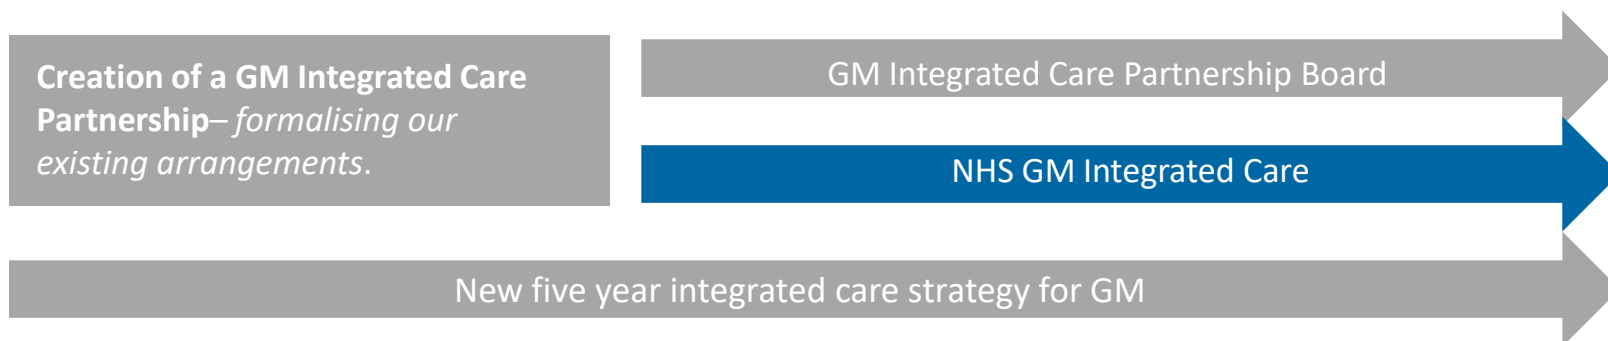 Creation of a GM Integrated Care
Partnership– formalising our
existing arrangements.
GM Integrated Care Partnership Board
NHS GM Integrated Care
New five year integrated care strategy for GM